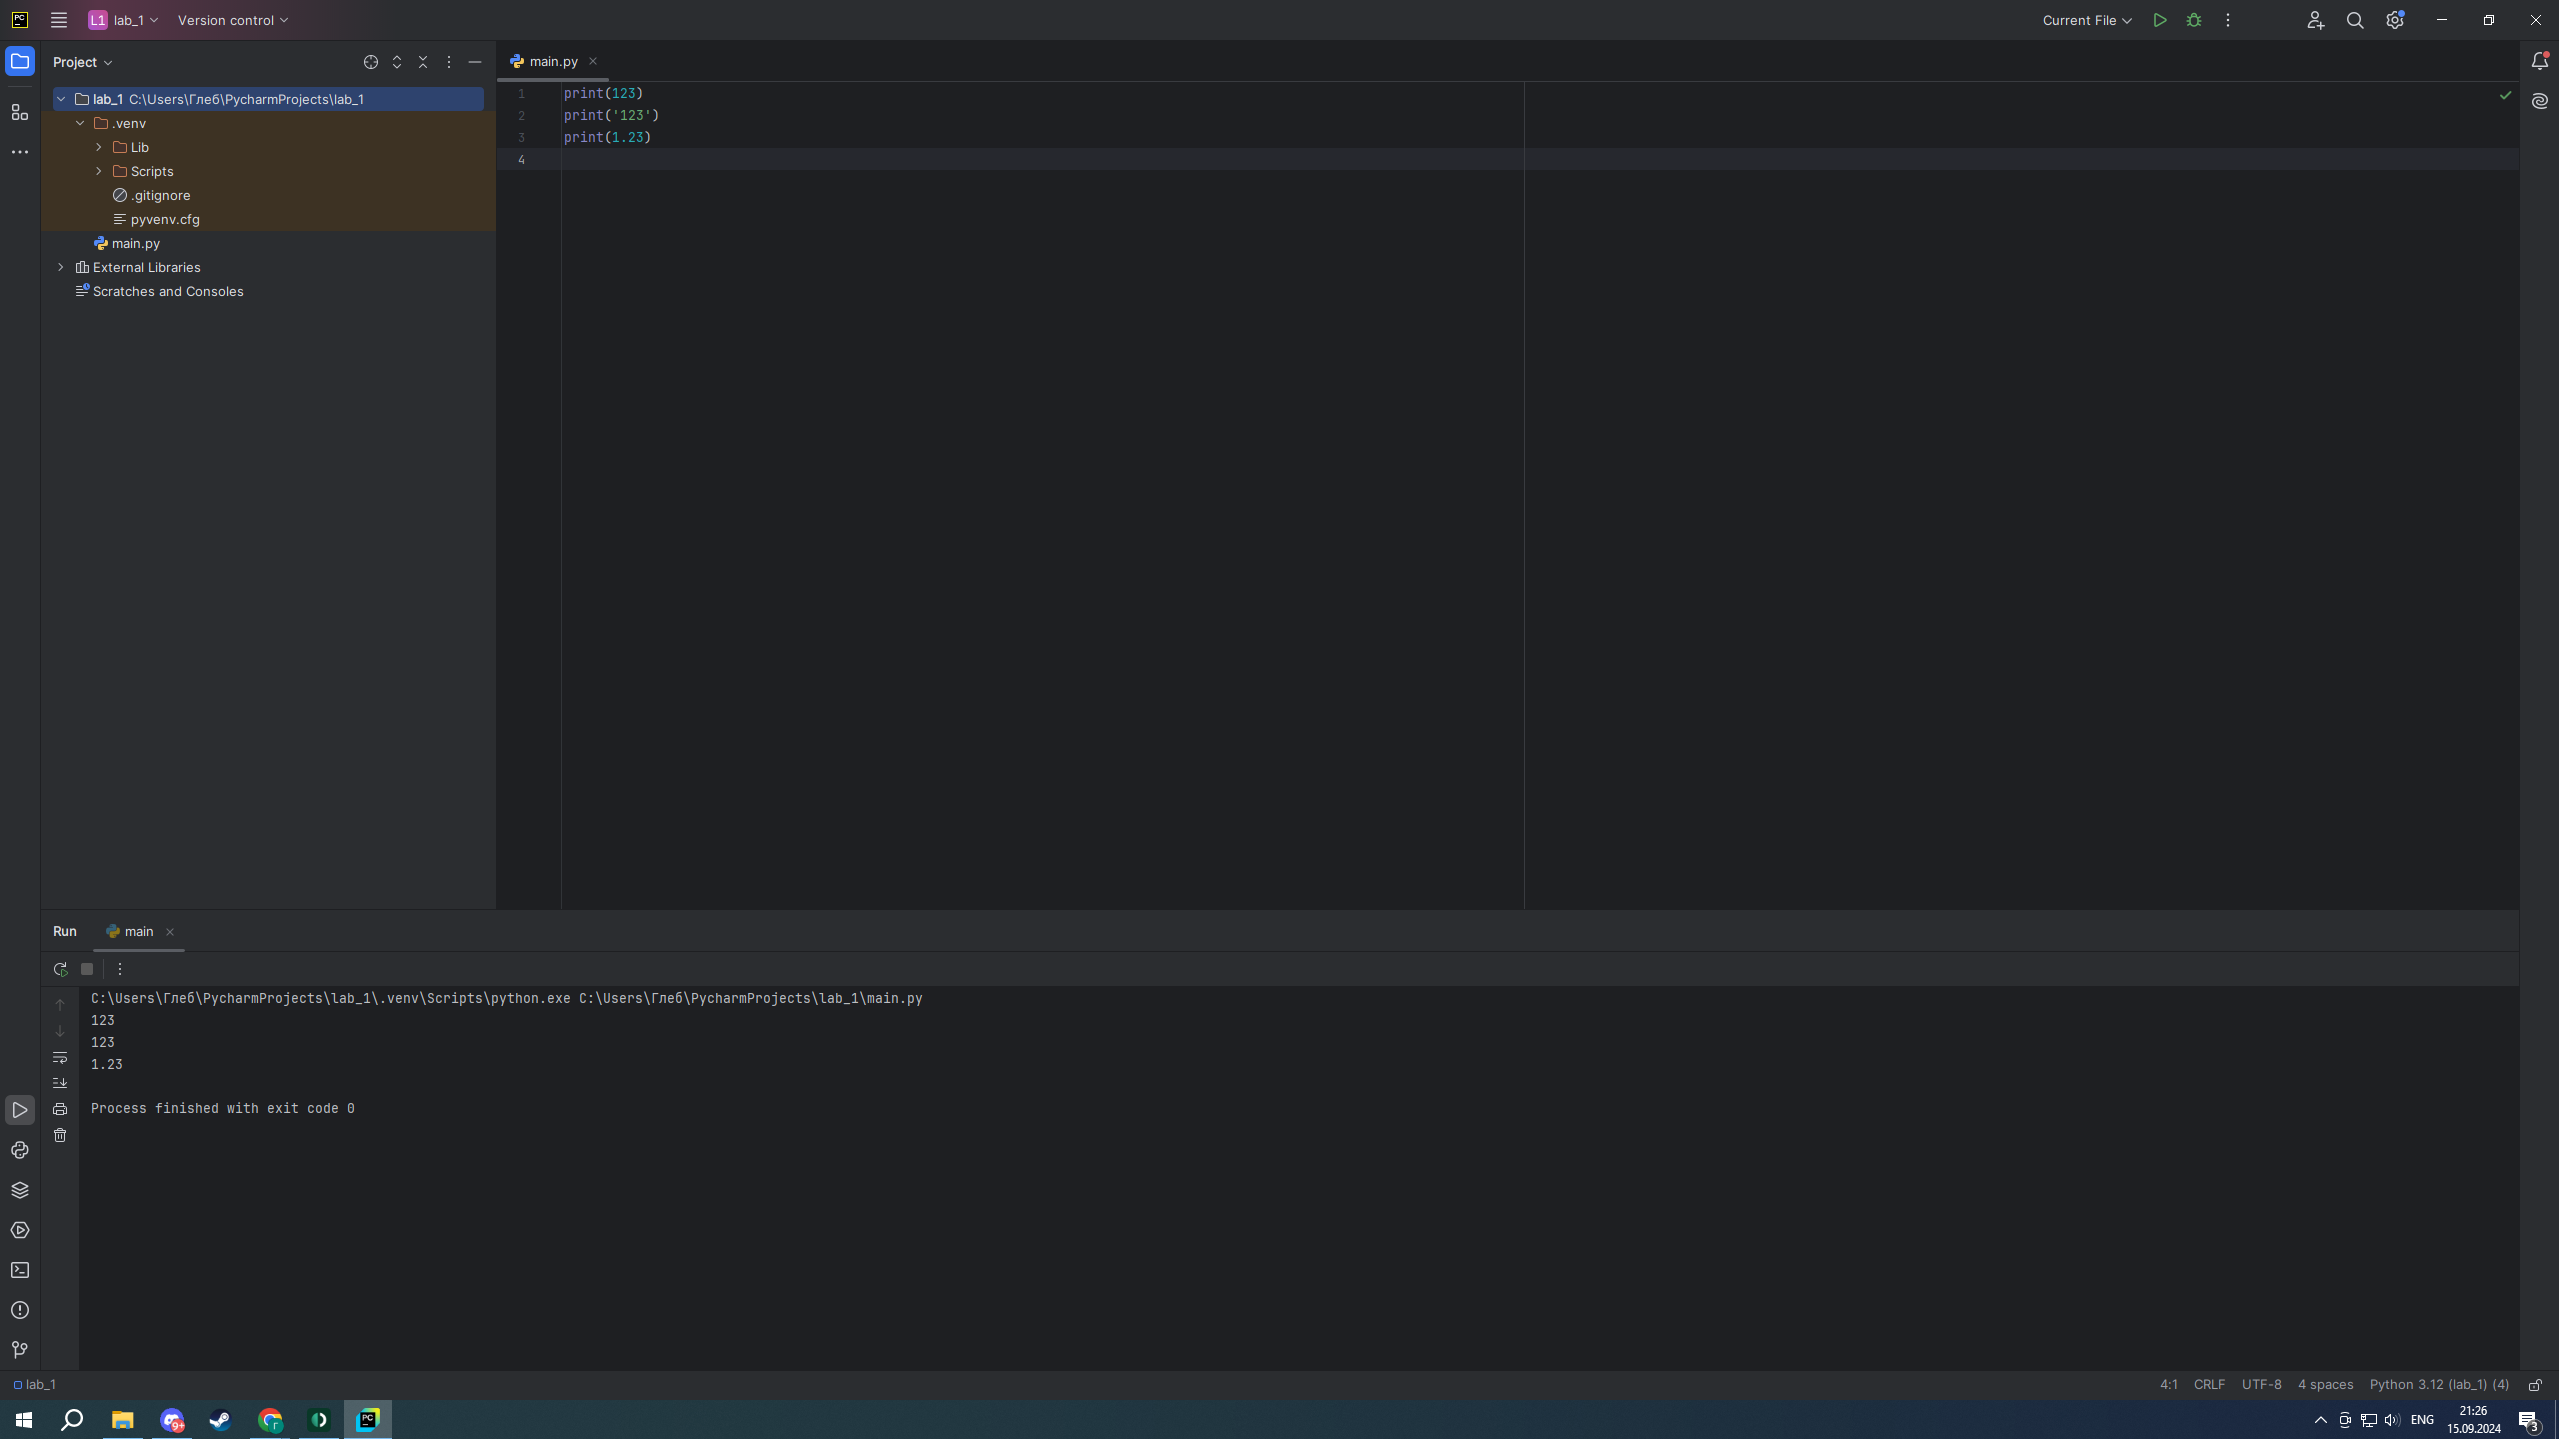 PC L1 lab_1 Version control Current File
Project
main.py
lab_1 C:\Users\Глеб\PycharmProjects\lab_1
.venv
Lib
Scripts
.gitignore
pyvenv.cfg
main.py
External Libraries
Scratches and Consoles
1 print(123)
2 print('123')
3 print(1.23)
4
Run main
C:\Users\Глеб\PycharmProjects\lab_1\.venv\Scripts\python.exe C:\Users\Глеб\PycharmProjects\lab_1\main.py
123
123
1.23
Process finished with exit code 0
lab_1 4:1 CRLF UTF-8 4 spaces Python 3.12 (lab_1) (4)
9+ г PC ENG 21:26
15.09.2024 3